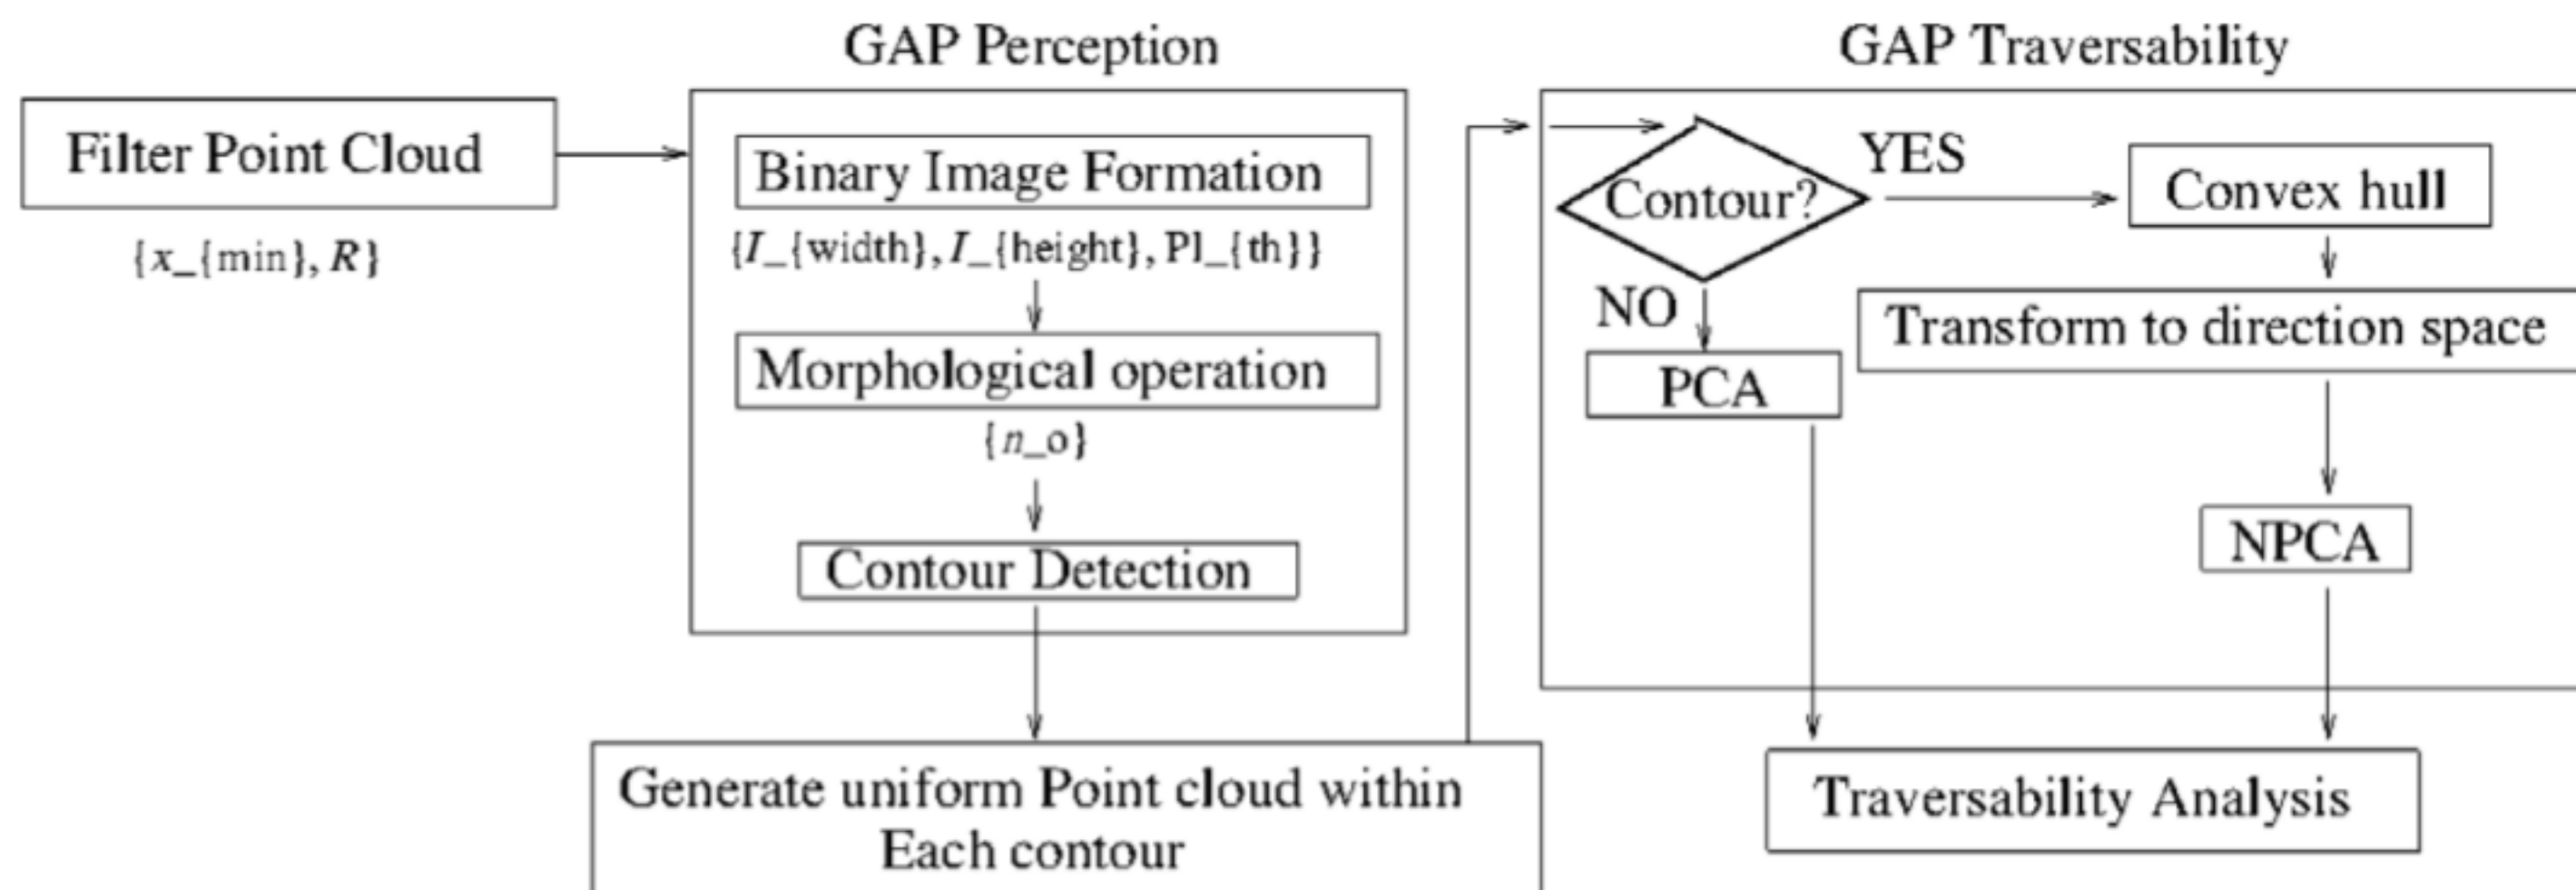 GAP Perception
GAP Traversability
Filter Point Cloud
{x_{min}, R}
Binary Image Formation
{I_{width}, I_{height}, Pl_{th}}
Morphological operation
{n_o}
Contour Detection
Generate uniform Point cloud within
Each contour
Contour?
YES
Convex hull
NO
Transform to direction space
PCA
NPCA
Traversability Analysis